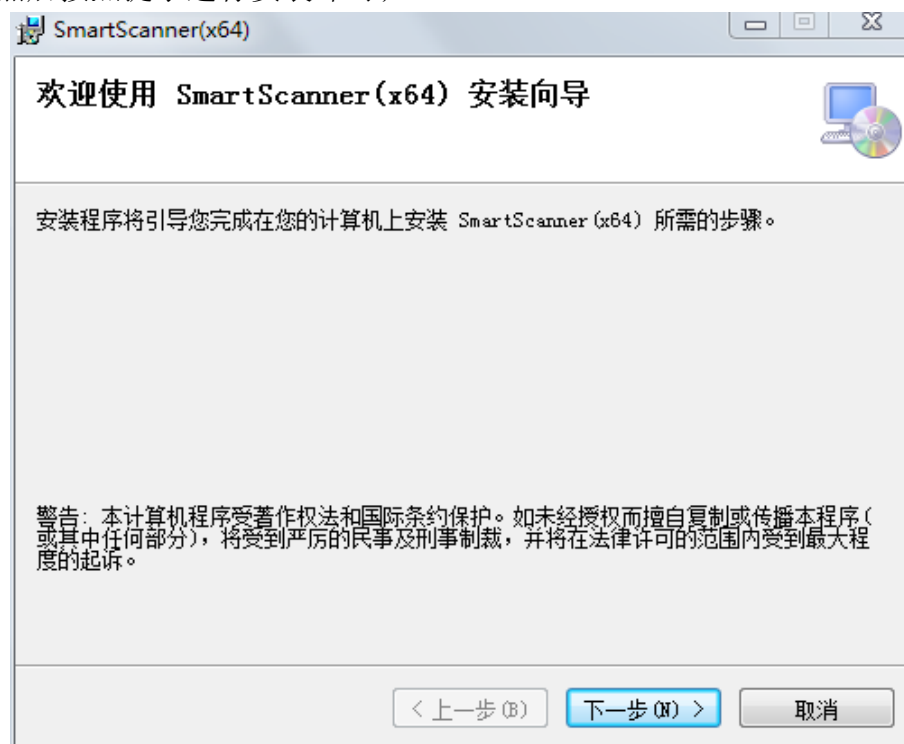 SmartScanner(x64)
欢迎使用 SmartScanner(x64) 安装向导
安装程序将引导您完成在您的计算机上安装 SmartScanner(x64) 所需的步骤。
警告: 本计算机程序受著作权法和国际条约保护。如未经授权而擅自复制或传播本程序(
或其中任何部分)，将受到严厉的民事及刑事制裁，并将在法律许可的范围内受到最大程
度的起诉。
< 上一步(B) 下一步(N) > 取消